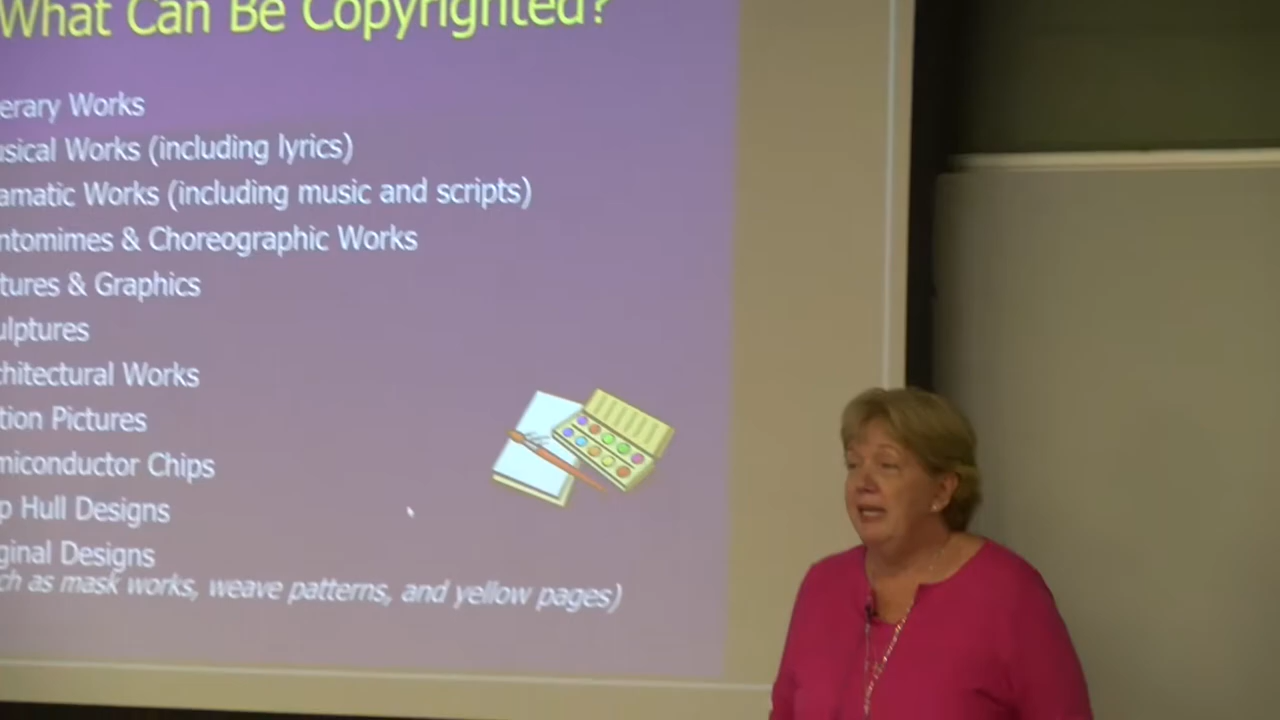 What Can Be Copyrighted?
erary Works
usical Works (including lyrics)
amatic Works (including music and scripts)
ntomimes & Choreographic Works
tures & Graphics
ulptures
chitectural Works
tion Pictures
miconductor Chips
p Hull Designs
ginal Designs
ch as mask works, weave patterns, and yellow pages)